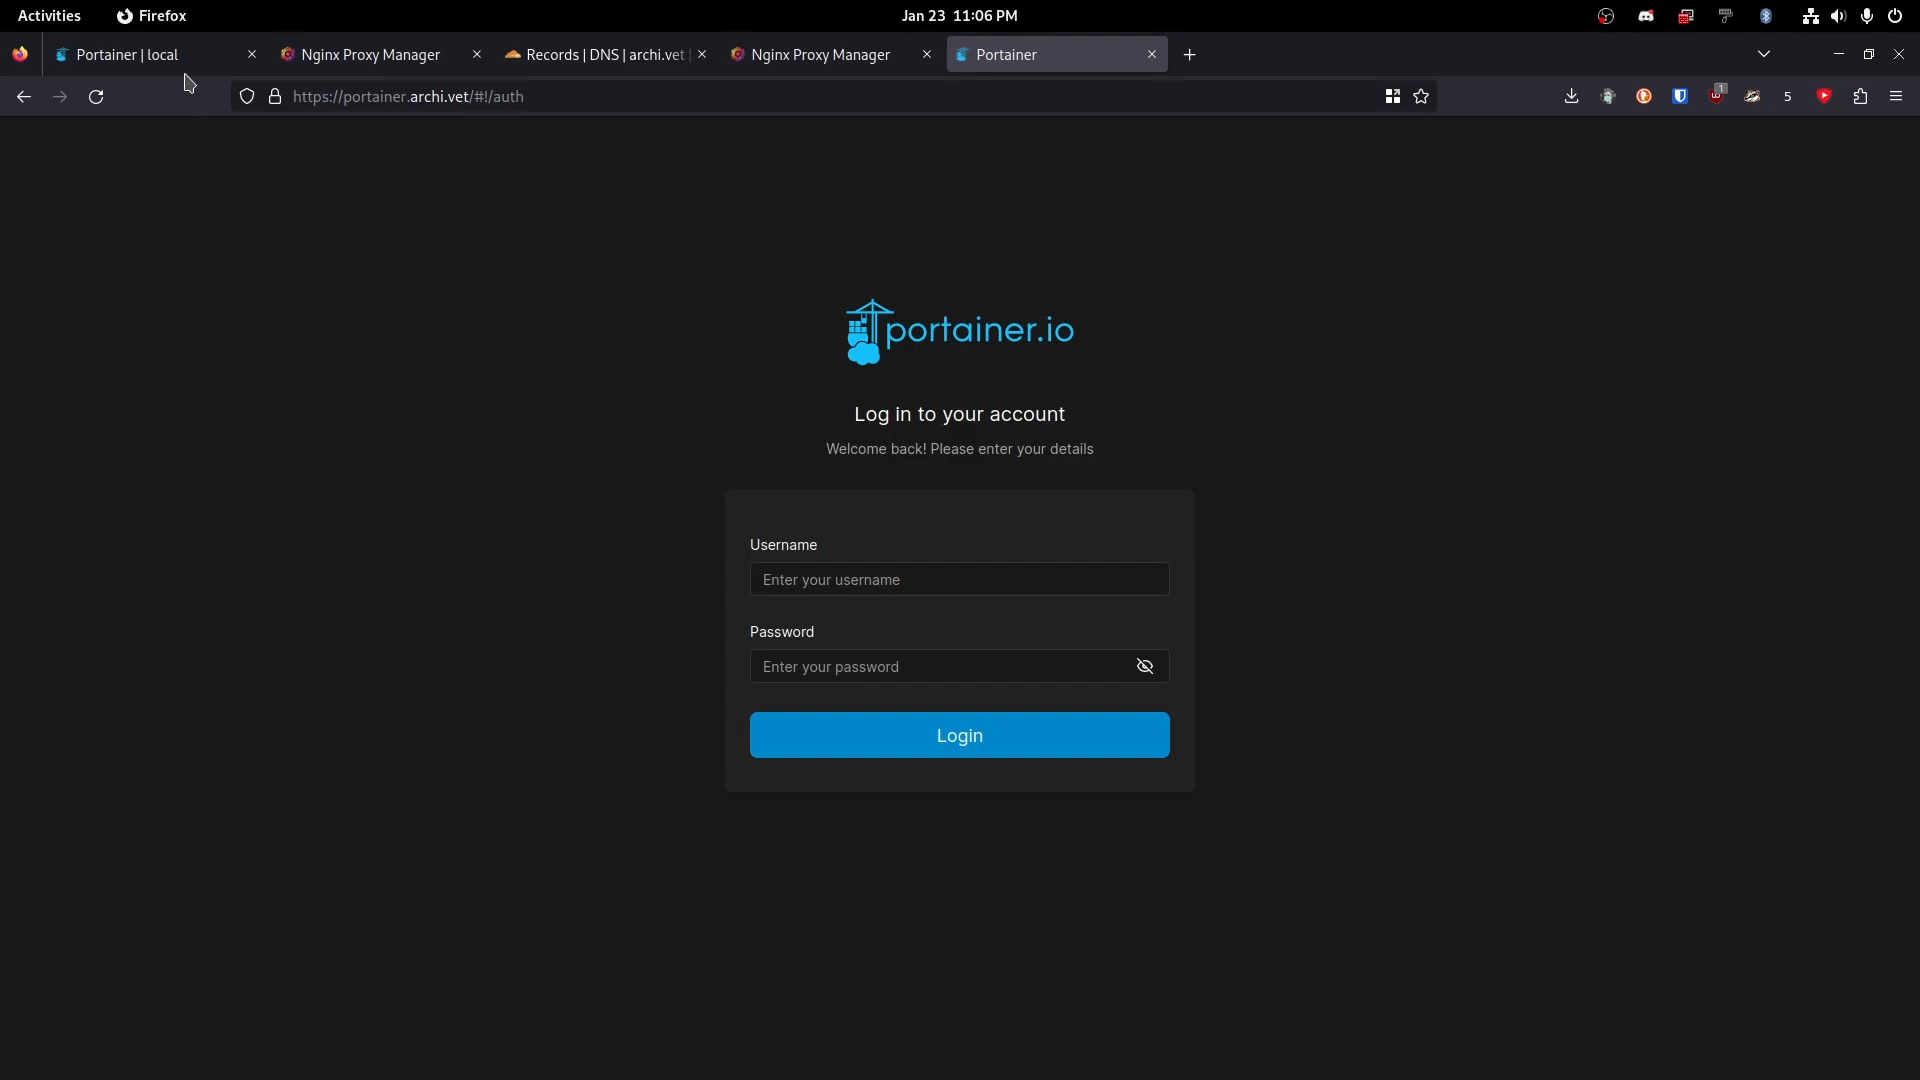 Activities
Firefox
Jan 23 11:06 PM
Portainer | local
Nginx Proxy Manager
Records | DNS | archi.vet |
Nginx Proxy Manager
Portainer
https://portainer.archi.vet/#!/auth
1
5
portainer.io
Log in to your account
Welcome back! Please enter your details
Username
Enter your username
Password
Enter your password
Login